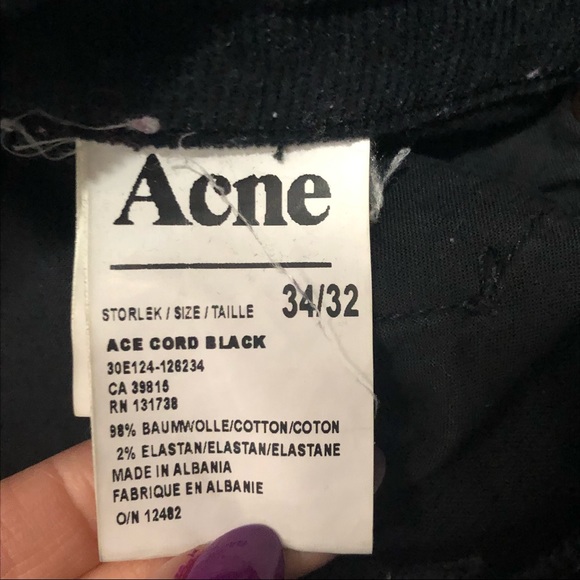 Acne
STORLEK / SIZE / TAILLE 34/32
ACE CORD BLACK
30E124-126234
CA 39815
RN 131738
98% BAUMWOLLE/COTTON/COTON
2% ELASTAN/ELASTAN/ELASTANE
MADE IN ALBANIA
FABRIQUE EN ALBANIE
O/N 12482